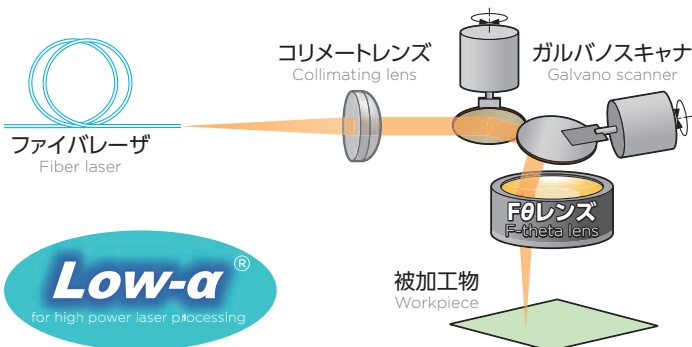 コリメートレンズ
Collimating lens
ガルバノスキャナ
Galvano scanner
ファイバレーザ
Fiber laser
Fθレンズ
F-theta lens
Low-α®
for high power laser processing
被加工物
Workpiece